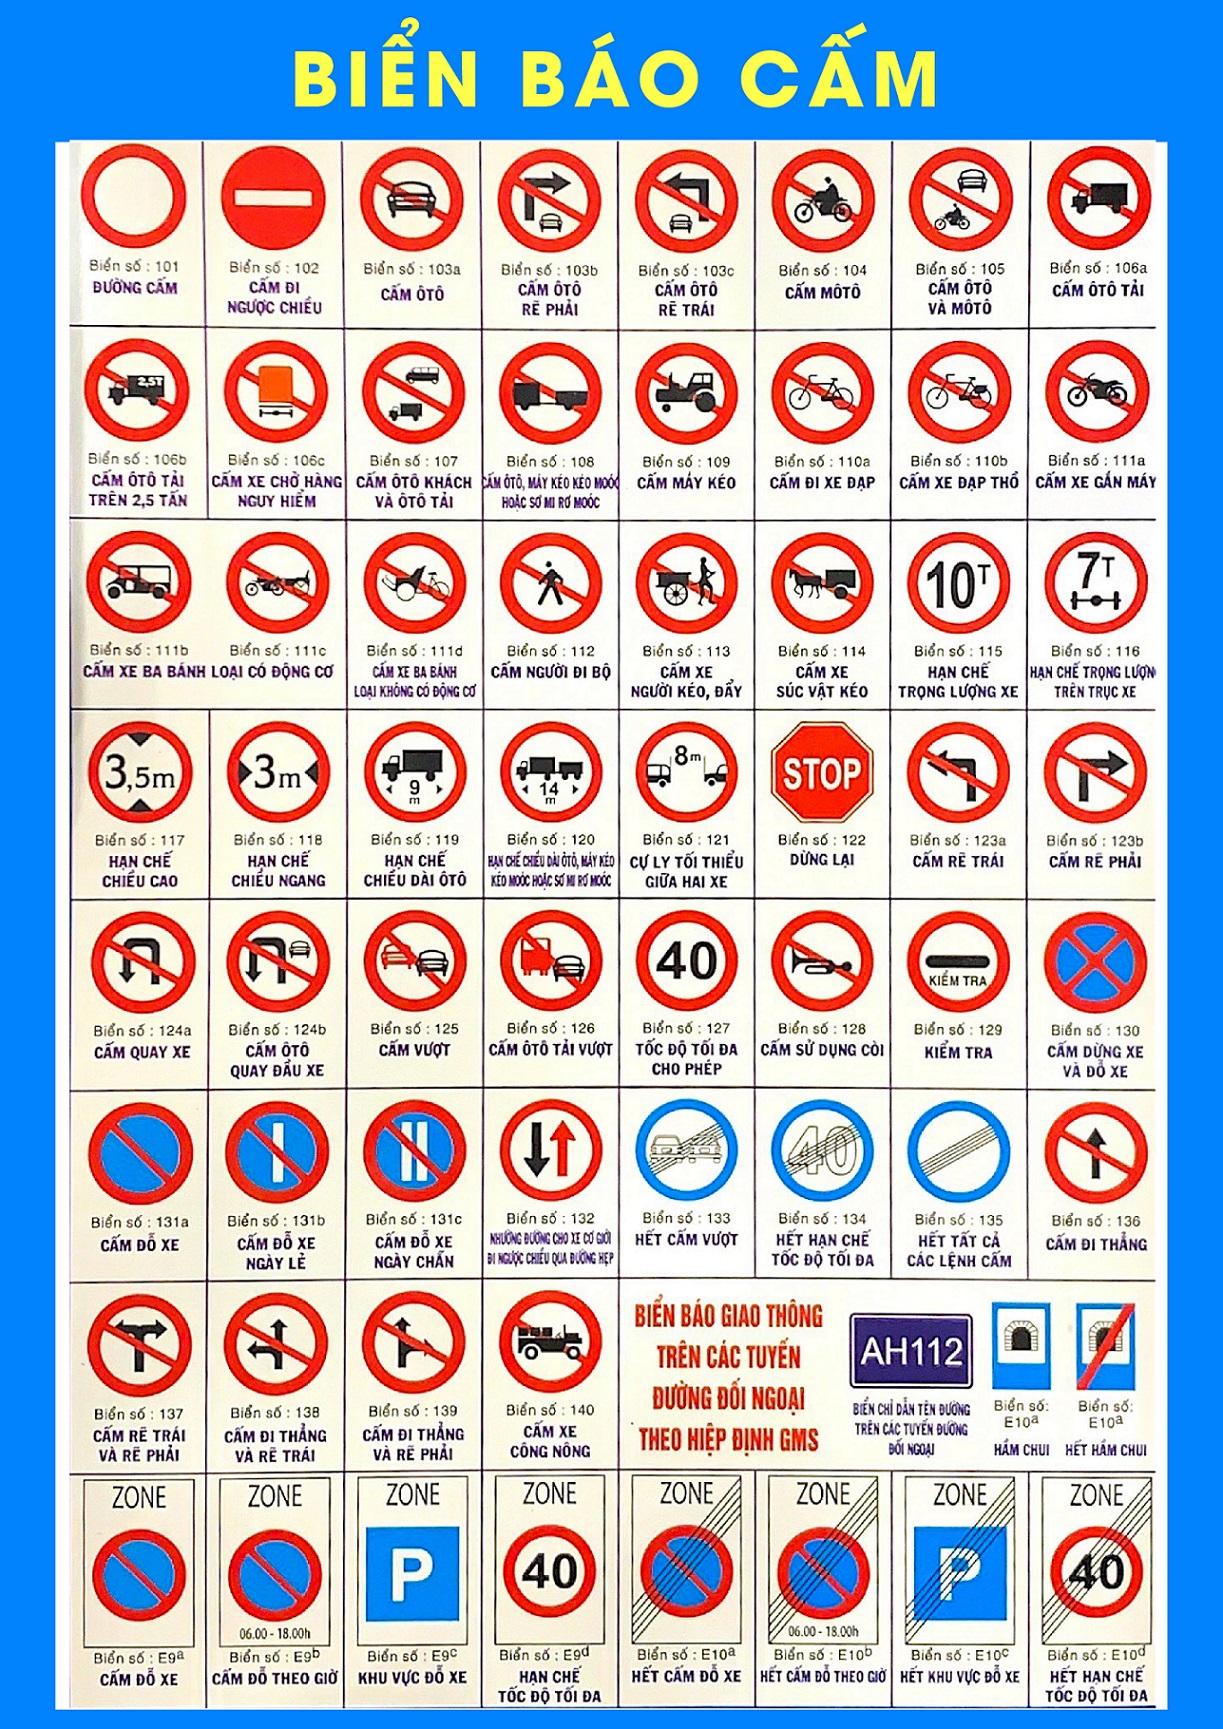 BIỂN BÁO CẤM
Biển số : 101
ĐƯỜNG CẤM
Biển số : 102
CẤM ĐI
NGƯỢC CHIỀU
Biển số : 103a
CẤM ÔTÔ
Biển số : 103b
CẤM ÔTÔ
RẼ PHẢI
Biển số : 103c
CẤM ÔTÔ
RẼ TRÁI
Biển số : 104
CẤM MÔTÔ
Biển số : 105
CẤM ÔTÔ
VÀ MÔTÔ
Biển số : 106a
CẤM ÔTÔ TẢI
2,5T
Biển số : 106b
CẤM ÔTÔ TẢI
TRÊN 2,5 TẤN
Biển số : 106c
CẤM XE CHỞ HÀNG
NGUY HIỂM
Biển số : 107
CẤM ÔTÔ KHÁCH
VÀ ÔTÔ TẢI
Biển số : 108
CẤM ÔTÔ, MÁY KÉO KÉO MOÓC
HOẶC SƠ MI RƠ MOÓC
Biển số : 109
CẤM MÁY KÉO
Biển số : 110a
CẤM ĐI XE ĐẠP
Biển số : 110b
CẤM XE ĐẠP THỒ
Biển số : 111a
CẤM XE GẮN MÁY
Biển số : 111b
Biển số : 111c
CẤM XE BA BÁNH LOẠI CÓ ĐỘNG CƠ
Biển số : 111d
CẤM XE BA BÁNH
LOẠI KHÔNG CÓ ĐỘNG CƠ
Biển số : 112
CẤM NGƯỜI ĐI BỘ
Biển số : 113
CẤM XE
NGƯỜI KÉO, ĐẨY
Biển số : 114
CẤM XE
SÚC VẬT KÉO
10T
Biển số : 115
HẠN CHẾ
TRỌNG LƯỢNG XE
7T
Biển số : 116
HẠN CHẾ TRỌNG LƯỢNG
TRÊN TRỤC XE
3,5m
Biển số : 117
HẠN CHẾ
CHIỀU CAO
3m
Biển số : 118
HẠN CHẾ
CHIỀU NGANG
9
m
Biển số : 119
HẠN CHẾ
CHIỀU DÀI ÔTÔ
14
m
Biển số : 120
HẠN CHẾ CHIỀU DÀI ÔTÔ, MÁY KÉO
KÉO MOÓC HOẶC SƠ MI RƠ MOÓC
8m
Biển số : 121
CỰ LY TỐI THIỂU
GIỮA HAI XE
STOP
Biển số : 122
DỪNG LẠI
Biển số : 123a
CẤM RẼ TRÁI
Biển số : 123b
CẤM RẼ PHẢI
Biển số : 124a
CẤM QUAY XE
Biển số : 124b
CẤM ÔTÔ
QUAY ĐẦU XE
Biển số : 125
CẤM VƯỢT
Biển số : 126
CẤM ÔTÔ TẢI VƯỢT
40
Biển số : 127
TỐC ĐỘ TỐI ĐA
CHO PHÉP
Biển số : 128
CẤM SỬ DỤNG CÒI
KIỂM TRA
Biển số : 129
KIỂM TRA
Biển số : 130
CẤM DỪNG XE
VÀ ĐỖ XE
Biển số : 131a
CẤM ĐỖ XE
Biển số : 131b
CẤM ĐỖ XE
NGÀY LẺ
Biển số : 131c
CẤM ĐỖ XE
NGÀY CHẴN
Biển số : 132
NHƯỜNG ĐƯỜNG CHO XE CƠ GIỚI
ĐI NGƯỢC CHIỀU QUA ĐƯỜNG HẸP
Biển số : 133
HẾT CẤM VƯỢT
40
Biển số : 134
HẾT HẠN CHẾ
TỐC ĐỘ TỐI ĐA
Biển số : 135
HẾT TẤT CẢ
CÁC LỆNH CẤM
Biển số : 136
CẤM ĐI THẲNG
Biển số : 137
CẤM RẼ TRÁI
VÀ RẼ PHẢI
Biển số : 138
CẤM ĐI THẲNG
VÀ RẼ TRÁI
Biển số : 139
CẤM ĐI THẲNG
VÀ RẼ PHẢI
Biển số : 140
CẤM XE
CÔNG NÔNG
BIỂN BÁO GIAO THÔNG
TRÊN CÁC TUYẾN
ĐƯỜNG ĐỐI NGOẠI
THEO HIỆP ĐỊNH GMS
AH112
BIỂN CHỈ DẪN TÊN ĐƯỜNG
TRÊN CÁC TUYẾN ĐƯỜNG
ĐỐI NGOẠI
Biển số:
E10a
HẦM CHUI
Biển số:
E10a
HẾT HẦM CHUI
ZONE
Biển số : E9a
CẤM ĐỖ XE
ZONE
06.00 - 18.00h
Biển số : E9b
CẤM ĐỖ THEO GIỜ
ZONE
P
Biển số : E9c
KHU VỰC ĐỖ XE
ZONE
40
Biển số : E9d
HẠN CHẾ
TỐC ĐỘ TỐI ĐA
ZONE
Biển số : E10a
HẾT CẤM ĐỖ XE
ZONE
06.00 - 18.00h
Biển số : E10b
HẾT CẤM ĐỖ THEO GIỜ
ZONE
P
Biển số : E10c
HẾT KHU VỰC ĐỖ XE
ZONE
40
Biển số : E10d
HẾT HẠN CHẾ
TỐC ĐỘ TỐI ĐA